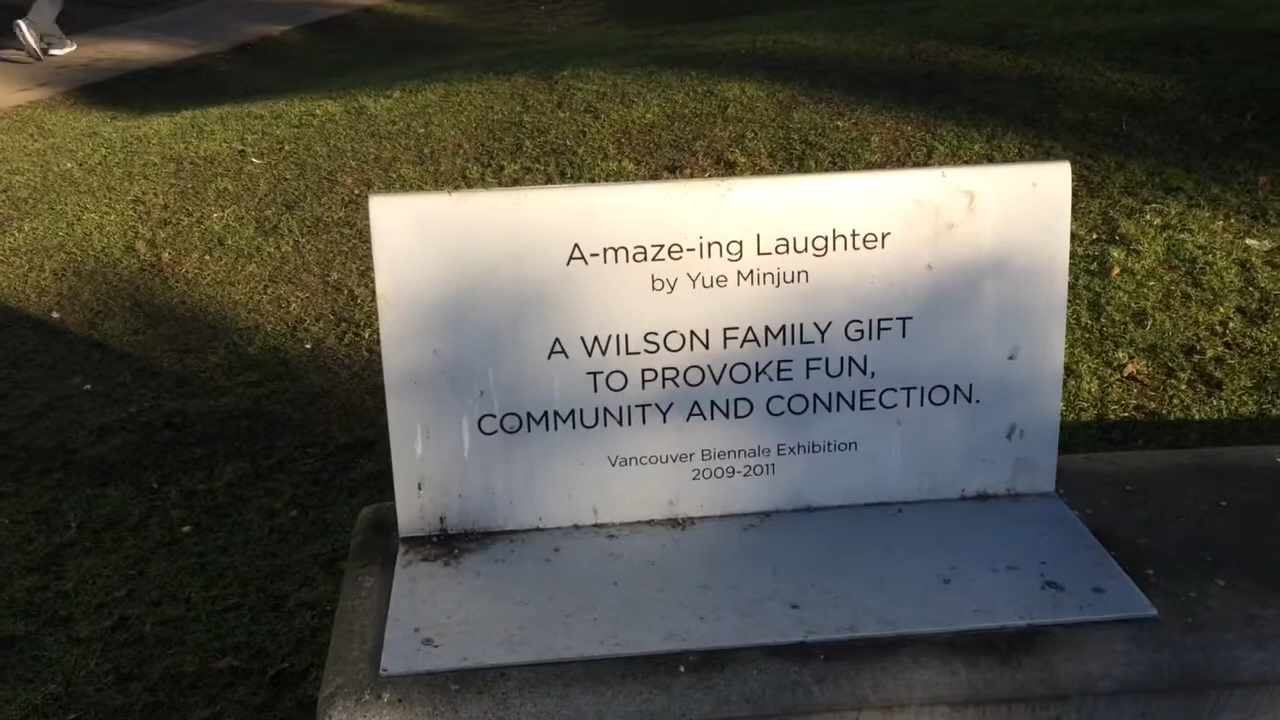 A-maze-ing Laughter
by Yue Minjun
A WILSON FAMILY GIFT
TO PROVOKE FUN,
COMMUNITY AND CONNECTION.
Vancouver Biennale Exhibition
2009-2011